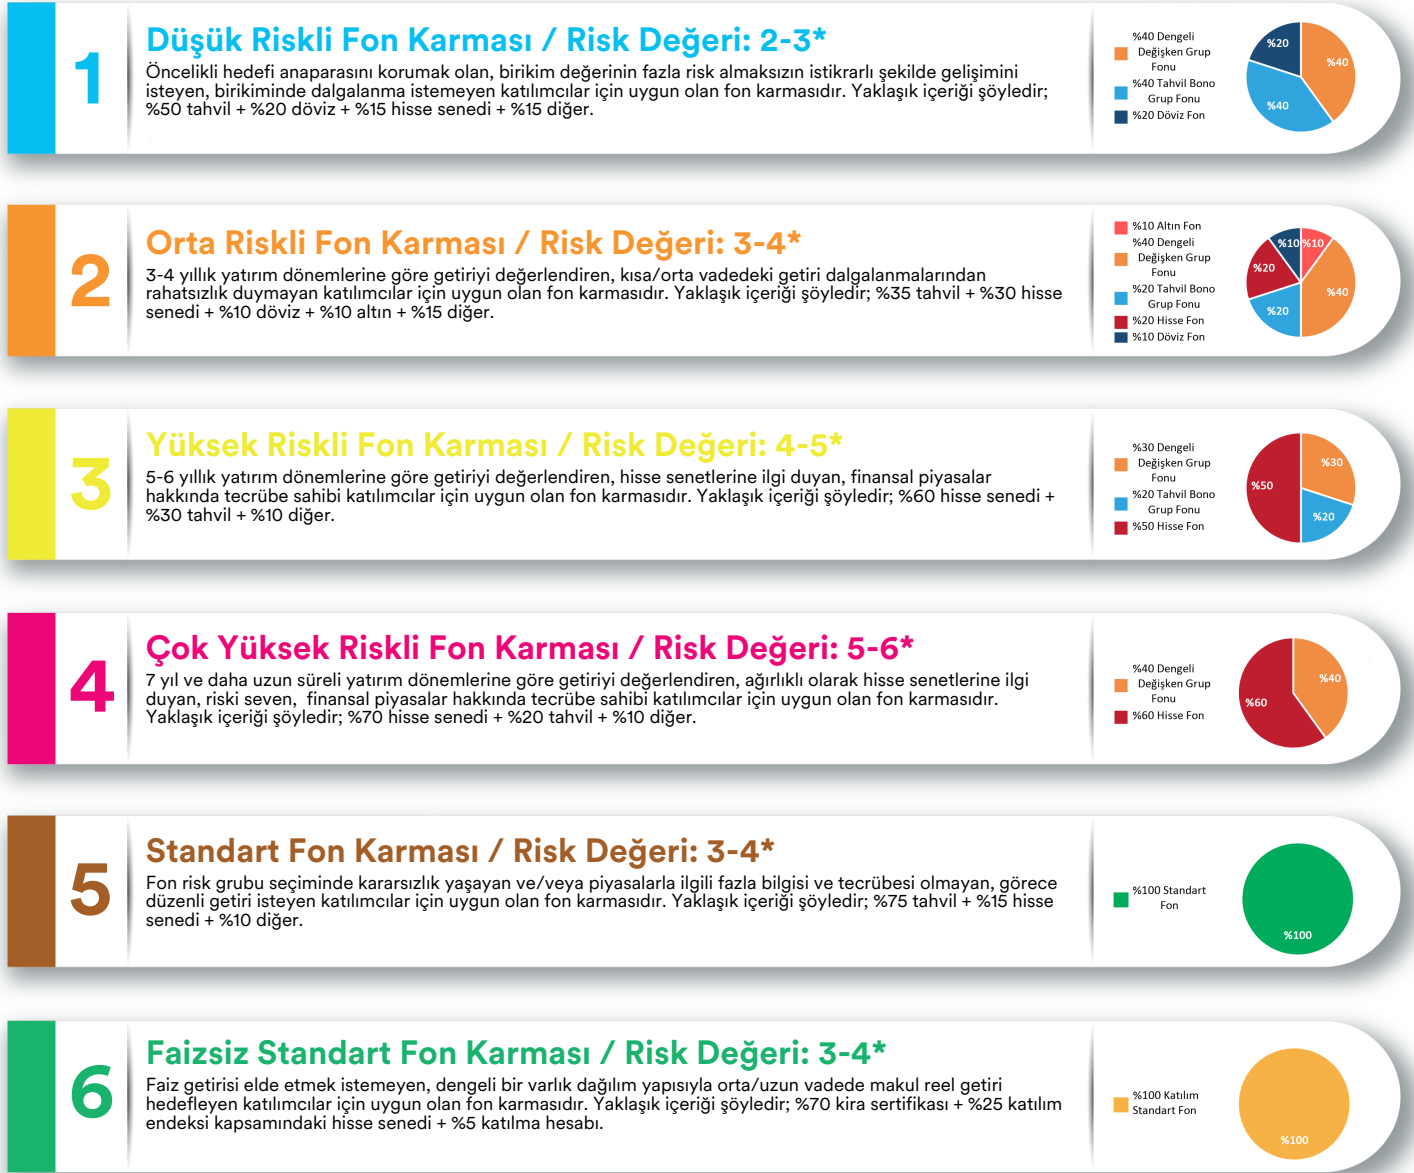 1
Düşük Riskli Fon Karması / Risk Değeri: 2-3*
Öncelikli hedefi anaparasını korumak olan, birikim değerinin fazla risk almaksızın istikrarlı şekilde gelişimini
isteyen, birikiminde dalgalanma istemeyen katılımcılar için uygun olan fon karmasıdır. Yaklaşık içeriği şöyledir;
%50 tahvil + %20 döviz + %15 hisse senedi + %15 diğer.
%40 Dengeli
Değişken Grup
Fonu
%40 Tahvil Bono
Grup Fonu
%20 Döviz Fon
%20
%40
%40
2
Orta Riskli Fon Karması / Risk Değeri: 3-4*
3-4 yıllık yatırım dönemlerine göre getiriyi değerlendiren, kısa/orta vadedeki getiri dalgalanmalarından
rahatsızlık duymayan katılımcılar için uygun olan fon karmasıdır. Yaklaşık içeriği şöyledir; %35 tahvil + %30 hisse
senedi + %10 döviz + %10 altın + %15 diğer.
%10 Altın Fon
%40 Dengeli
Değişken Grup
Fonu
%20 Tahvil Bono
Grup Fonu
%20 Hisse Fon
%10 Döviz Fon
%10 %10
%20
%40
%20
3
Yüksek Riskli Fon Karması / Risk Değeri: 4-5*
5-6 yıllık yatırım dönemlerine göre getiriyi değerlendiren, hisse senetlerine ilgi duyan, finansal piyasalar
hakkında tecrübe sahibi katılımcılar için uygun olan fon karmasıdır. Yaklaşık içeriği şöyledir; %60 hisse senedi +
%30 tahvil + %10 diğer.
%30 Dengeli
Değişken Grup
Fonu
%20 Tahvil Bono
Grup Fonu
%50 Hisse Fon
%30
%50
%20
4
Çok Yüksek Riskli Fon Karması / Risk Değeri: 5-6*
7 yıl ve daha uzun süreli yatırım dönemlerine göre getiriyi değerlendiren, ağırlıklı olarak hisse senetlerine ilgi
duyan, riski seven, finansal piyasalar hakkında tecrübe sahibi katılımcılar için uygun olan fon karmasıdır.
Yaklaşık içeriği şöyledir; %70 hisse senedi + %20 tahvil + %10 diğer.
%40 Dengeli
Değişken Grup
Fonu
%60 Hisse Fon
%40
%60
5
Standart Fon Karması / Risk Değeri: 3-4*
Fon risk grubu seçiminde kararsızlık yaşayan ve/veya piyasalarla ilgili fazla bilgisi ve tecrübesi olmayan, görece
düzenli getiri isteyen katılımcılar için uygun olan fon karmasıdır. Yaklaşık içeriği şöyledir; %75 tahvil + %15 hisse
senedi + %10 diğer.
%100 Standart
Fon
%100
6
Faizsiz Standart Fon Karması / Risk Değeri: 3-4*
Faiz getirisi elde etmek istemeyen, dengeli bir varlık dağılım yapısıyla orta/uzun vadede makul reel getiri
hedefleyen katılımcılar için uygun olan fon karmasıdır. Yaklaşık içeriği şöyledir; %70 kira sertifikası + %25 katılım
endeksi kapsamındaki hisse senedi + %5 katılma hesabı.
%100 Katılım
Standart Fon
%100